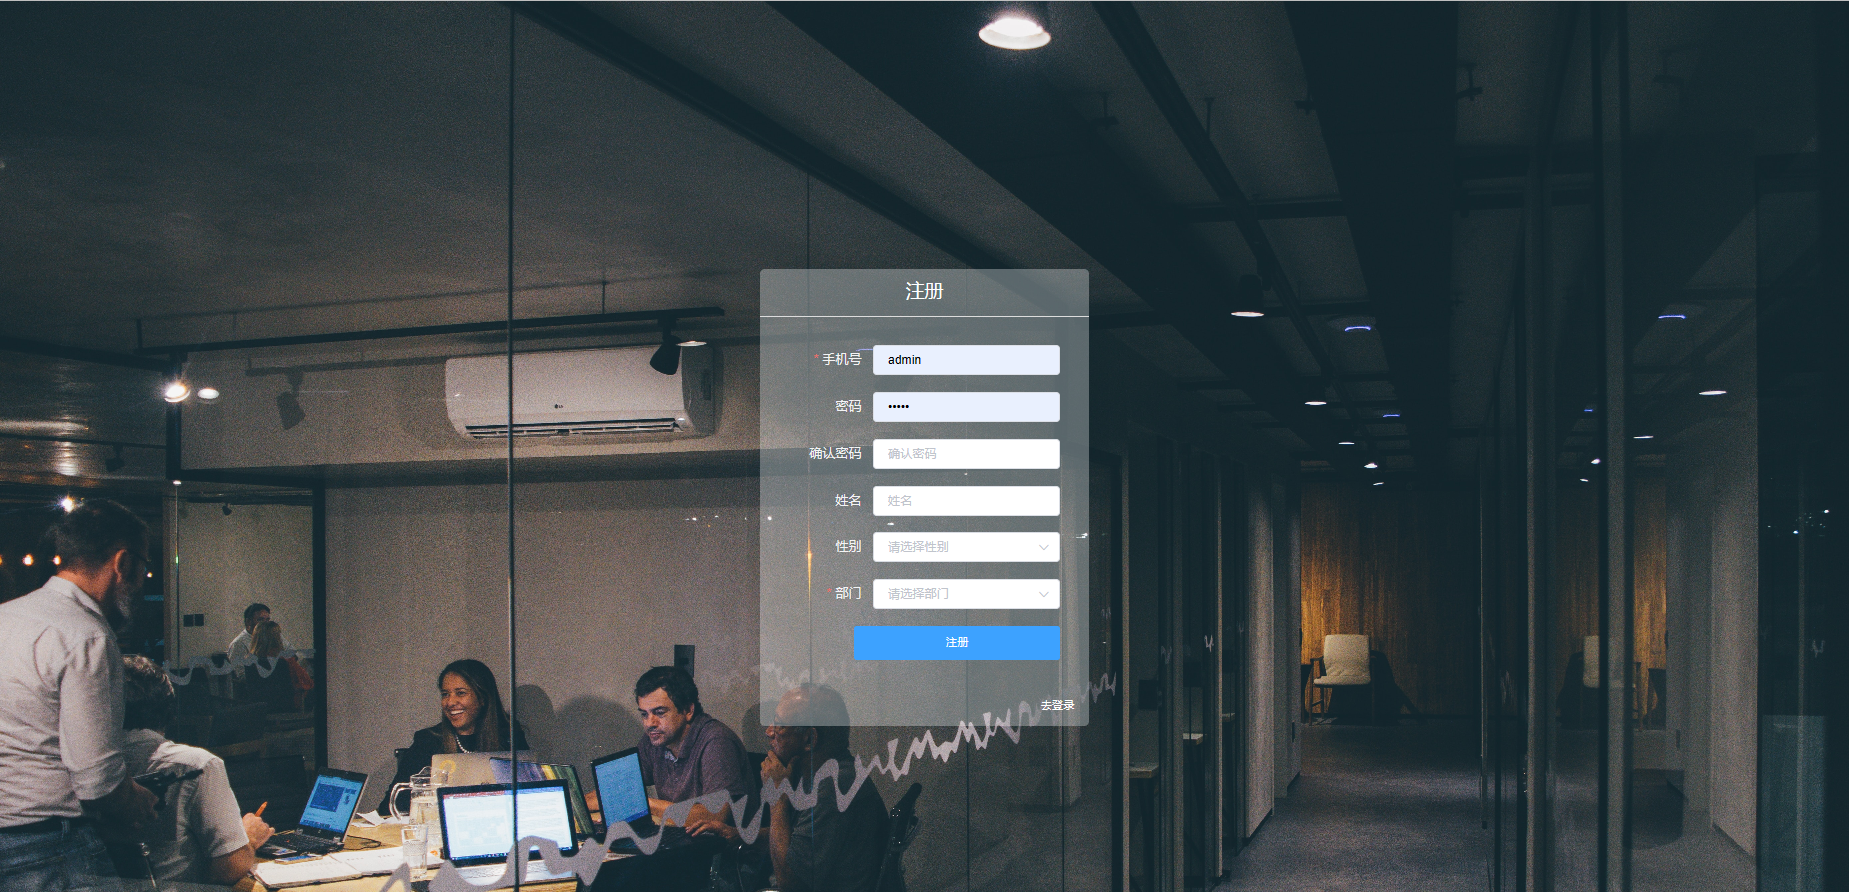 注册
* 手机号 admin
密码 •••••
确认密码 确认密码
姓名 姓名
性别 请选择性别
部门 请选择部门
注册
去登录